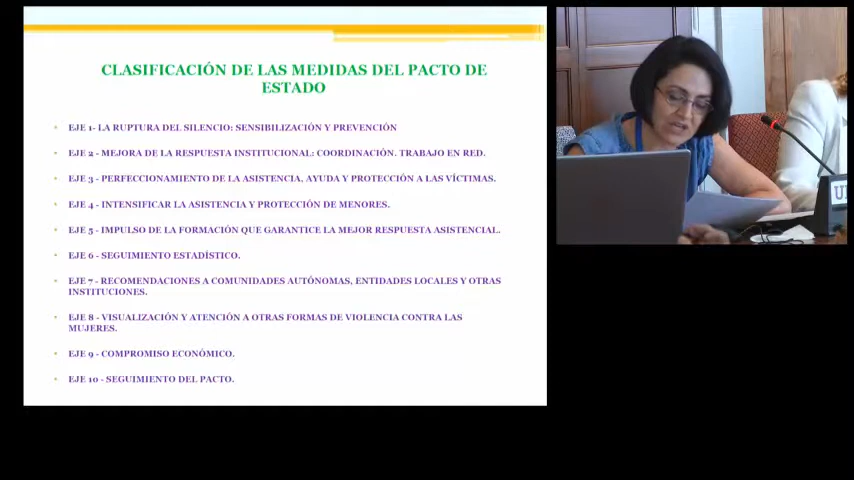 CLASIFICACIÓN DE LAS MEDIDAS DEL PACTO DE
ESTADO
EJE 1- LA RUPTURA DEL SILENCIO: SENSIBILIZACIÓN Y PREVENCIÓN
EJE 2 - MEJORA DE LA RESPUESTA INSTITUCIONAL: COORDINACIÓN. TRABAJO EN RED.
EJE 3 - PERFECCIONAMIENTO DE LA ASISTENCIA, AYUDA Y PROTECCIÓN A LAS VÍCTIMAS.
EJE 4 - INTENSIFICAR LA ASISTENCIA Y PROTECCIÓN DE MENORES.
EJE 5 - IMPULSO DE LA FORMACIÓN QUE GARANTICE LA MEJOR RESPUESTA ASISTENCIAL.
EJE 6 - SEGUIMIENTO ESTADÍSTICO.
EJE 7 - RECOMENDACIONES A COMUNIDADES AUTÓNOMAS, ENTIDADES LOCALES Y OTRAS
INSTITUCIONES.
EJE 8 - VISUALIZACIÓN Y ATENCIÓN A OTRAS FORMAS DE VIOLENCIA CONTRA LAS
MUJERES.
EJE 9 - COMPROMISO ECONÓMICO.
EJE 10 - SEGUIMIENTO DEL PACTO.